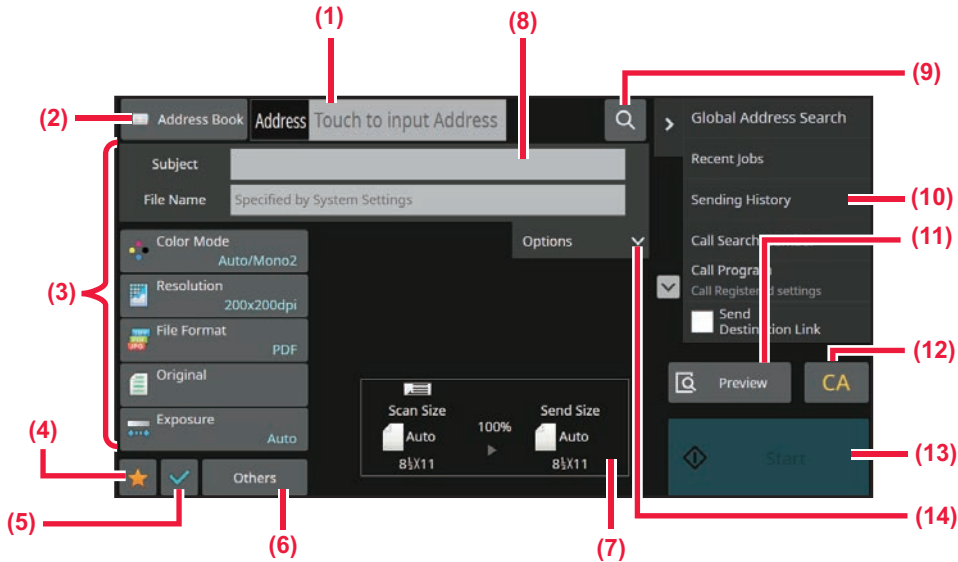 (1)
(8)
(9)
(2)
Address Book
Address
Touch to input Address
Global Address Search
Subject
Recent Jobs
File Name
Specified by System Settings
Sending History
(10)
Color Mode
Auto/Mono2
Options
Call Search
(11)
(3)
Resolution
200x200dpi
Call Program
Call Registered settings
File Format
PDF
Send
Destination Link
(12)
Original
Preview
CA
Exposure
Auto
Scan Size
Auto
8½X11
100%
Send Size
Auto
8½X11
(4)
Start
(13)
Others
(5)
(6)
(7)
(14)